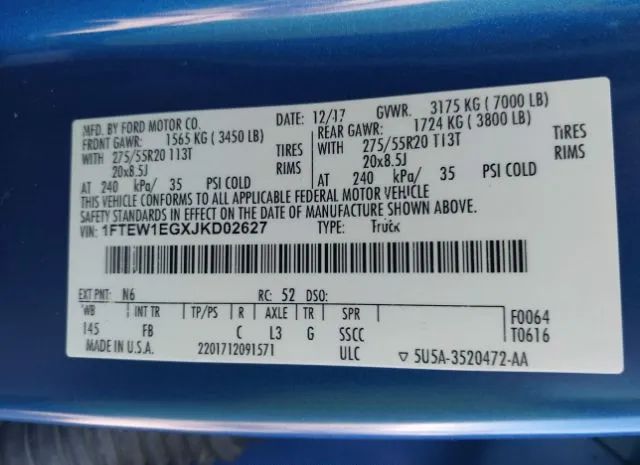 MFD. BY FORD MOTOR CO.
DATE: 12/17 GVWR. 3175 KG ( 7000 LB)
FRONT GAWR: 1565 KG ( 3450 LB)
REAR GAWR: 1724 KG ( 3800 LB)
WITH 275/55R20 113T TIRES
WITH 275/55R20 113T TIRES
20x8.5J RIMS
20x8.5J RIMS
AT 240 kPa/ 35 PSI COLD
AT 240 kPa/ 35 PSI COLD
THIS VEHICLE CONFORMS TO ALL APPLICABLE FEDERAL MOTOR VEHICLE
SAFETY STANDARDS IN EFFECT ON THE DATE OF MANUFACTURE SHOWN ABOVE.
VIN: 1FTEW1EGXJKD02627 TYPE: Truck
EXT PNT: N6 RC: 52 DSO:
WB INT TR TP/PS R AXLE TR SPR F0064
145 FB C L3 G SSCC T0616
MADE IN U.S.A. 2201712091571 ULC ▽ 5U5A-3520472-AA